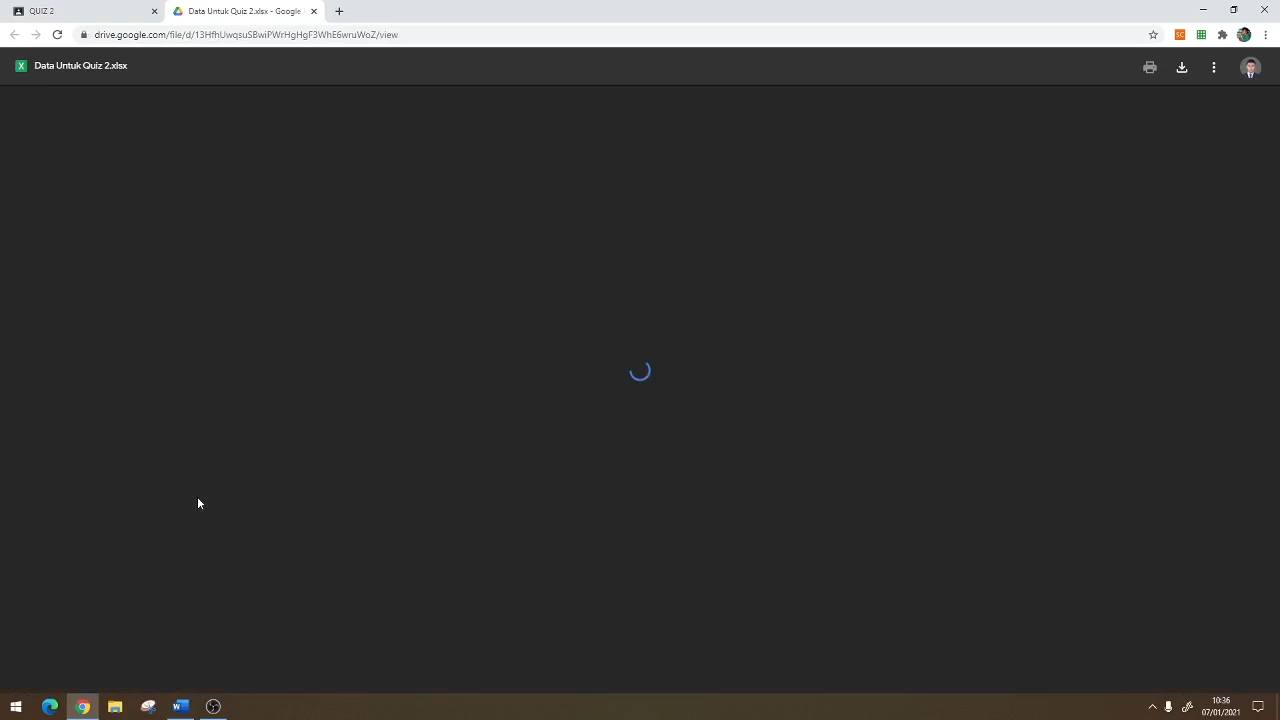 QUIZ 2
Data Untuk Quiz 2.xlsx - Google
drive.google.com/file/d/13HfhUwqsuSBwiPWrHgHgF3WhE6wruWoZ/view
SC
X Data Untuk Quiz 2.xlsx
W
10:36
07/01/2021